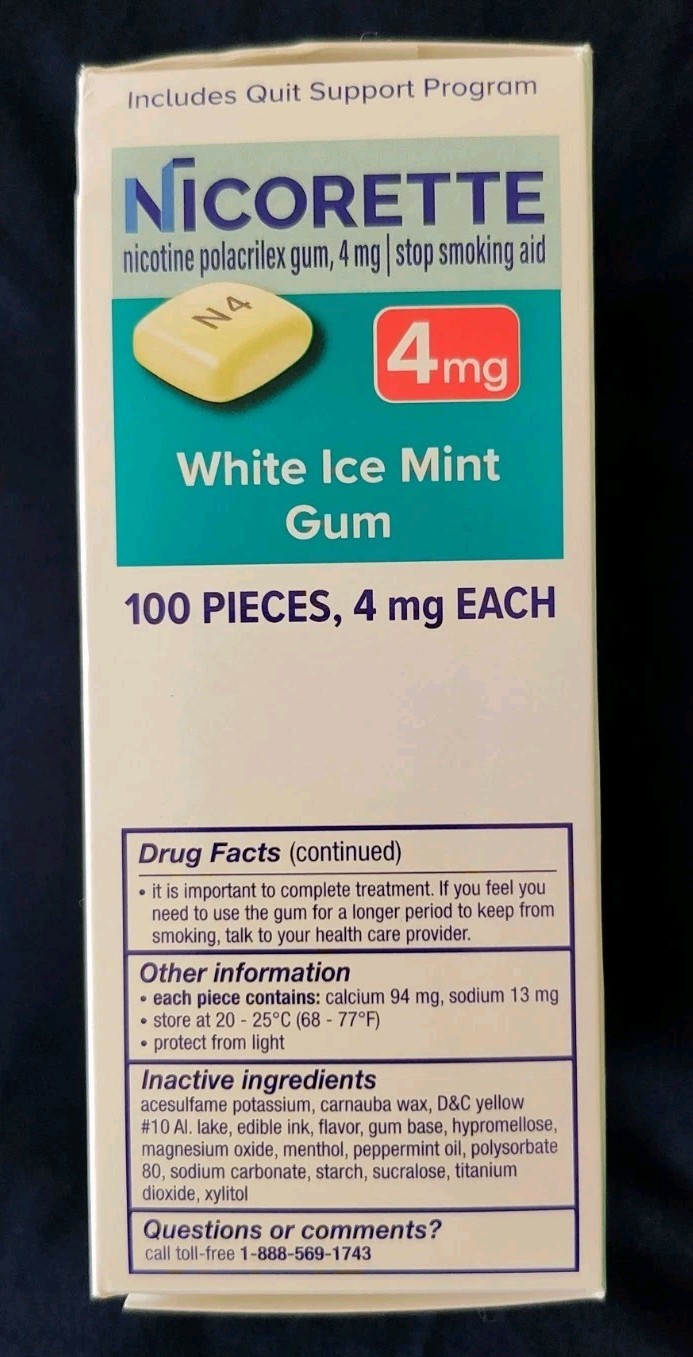 Includes Quit Support Program
NICORETTE
nicotine polacrilex gum, 4 mg | stop smoking aid
N4
4mg
White Ice Mint
Gum
100 PIECES, 4 mg EACH
Drug Facts (continued)
• it is important to complete treatment. If you feel you
need to use the gum for a longer period to keep from
smoking, talk to your health care provider.
Other information
• each piece contains: calcium 94 mg, sodium 13 mg
• store at 20 - 25°C (68 - 77°F)
• protect from light
Inactive ingredients
acesulfame potassium, carnauba wax, D&C yellow
#10 Al. lake, edible ink, flavor, gum base, hypromellose,
magnesium oxide, menthol, peppermint oil, polysorbate
80, sodium carbonate, starch, sucralose, titanium
dioxide, xylitol
Questions or comments?
call toll-free 1-888-569-1743